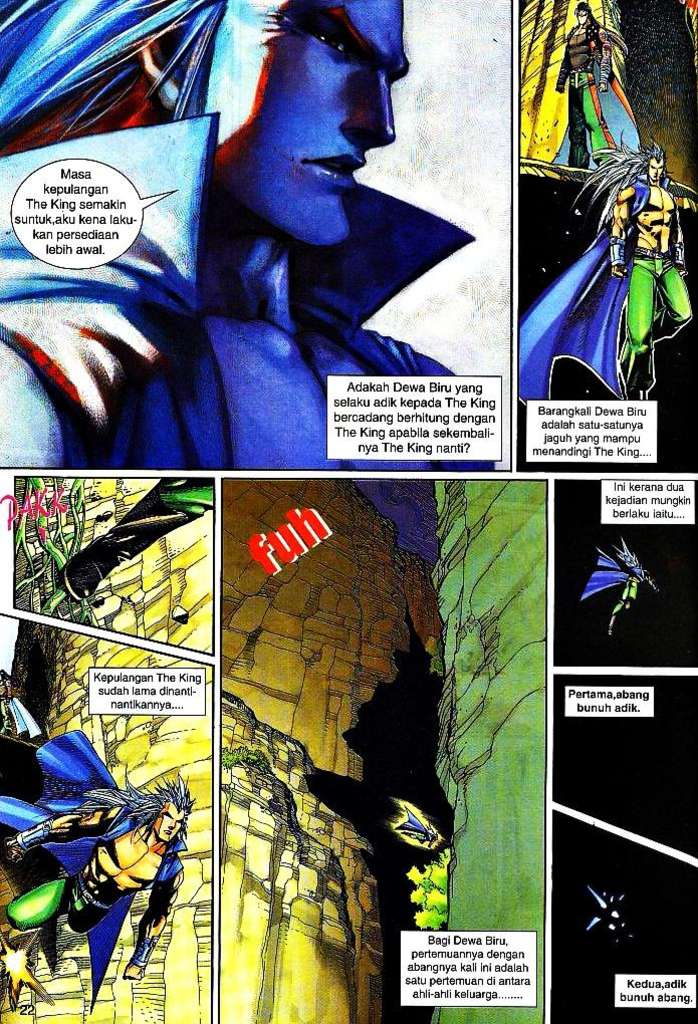 Masa
kepulangan
The King semakin
suntuk,aku kena laku-
kan persediaan
lebih awal.
Adakah Dewa Biru yang
selaku adik kepada The King
bercadang berhitung dengan
The King apabila sekembali-
nya The King nanti?
Barangkali Dewa Biru
adalah satu-satunya
jaguh yang mampu
menandingi The King....
PAKK
Kepulangan The King
sudah lama dinanti-
nantikannya....
fuh
Bagi Dewa Biru,
pertemuannya dengan
abangnya kali ini adalah
satu pertemuan di antara
ahli-ahli keluarga........
Ini kerana dua
kejadian mungkin
berlaku iaitu....
Pertama,abang
bunuh adik.
Kedua,adik
bunuh abang.
22